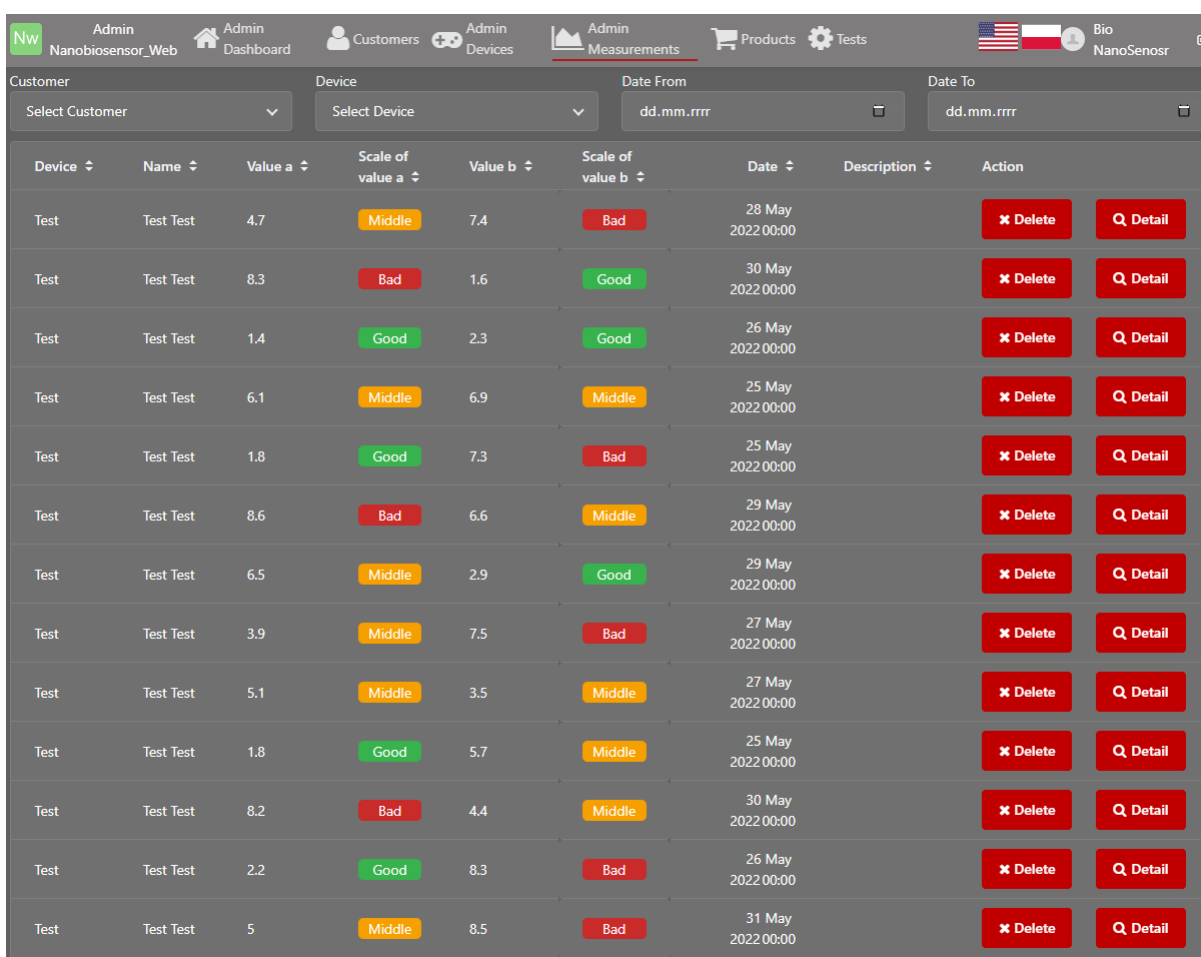 Nw Admin Nanobiosensor_Web Admin Dashboard Customers Admin Devices Admin Measurements Products Tests Bio NanoSenosr
Customer Device Date From Date To
Select Customer Select Device dd.mm.rrrr dd.mm.rrrr
Device Name Value a Scale of value a Value b Scale of value b Date Description Action
Test Test Test 4.7 Middle 7.4 Bad 28 May 2022 00:00 Delete Detail
Test Test Test 8.3 Bad 1.6 Good 30 May 2022 00:00 Delete Detail
Test Test Test 1.4 Good 2.3 Good 26 May 2022 00:00 Delete Detail
Test Test Test 6.1 Middle 6.9 Middle 25 May 2022 00:00 Delete Detail
Test Test Test 1.8 Good 7.3 Bad 25 May 2022 00:00 Delete Detail
Test Test Test 8.6 Bad 6.6 Middle 29 May 2022 00:00 Delete Detail
Test Test Test 6.5 Middle 2.9 Good 29 May 2022 00:00 Delete Detail
Test Test Test 3.9 Middle 7.5 Bad 27 May 2022 00:00 Delete Detail
Test Test Test 5.1 Middle 3.5 Middle 27 May 2022 00:00 Delete Detail
Test Test Test 1.8 Good 5.7 Middle 25 May 2022 00:00 Delete Detail
Test Test Test 8.2 Bad 4.4 Middle 30 May 2022 00:00 Delete Detail
Test Test Test 2.2 Good 8.3 Bad 26 May 2022 00:00 Delete Detail
Test Test Test 5 Middle 8.5 Bad 31 May 2022 00:00 Delete Detail